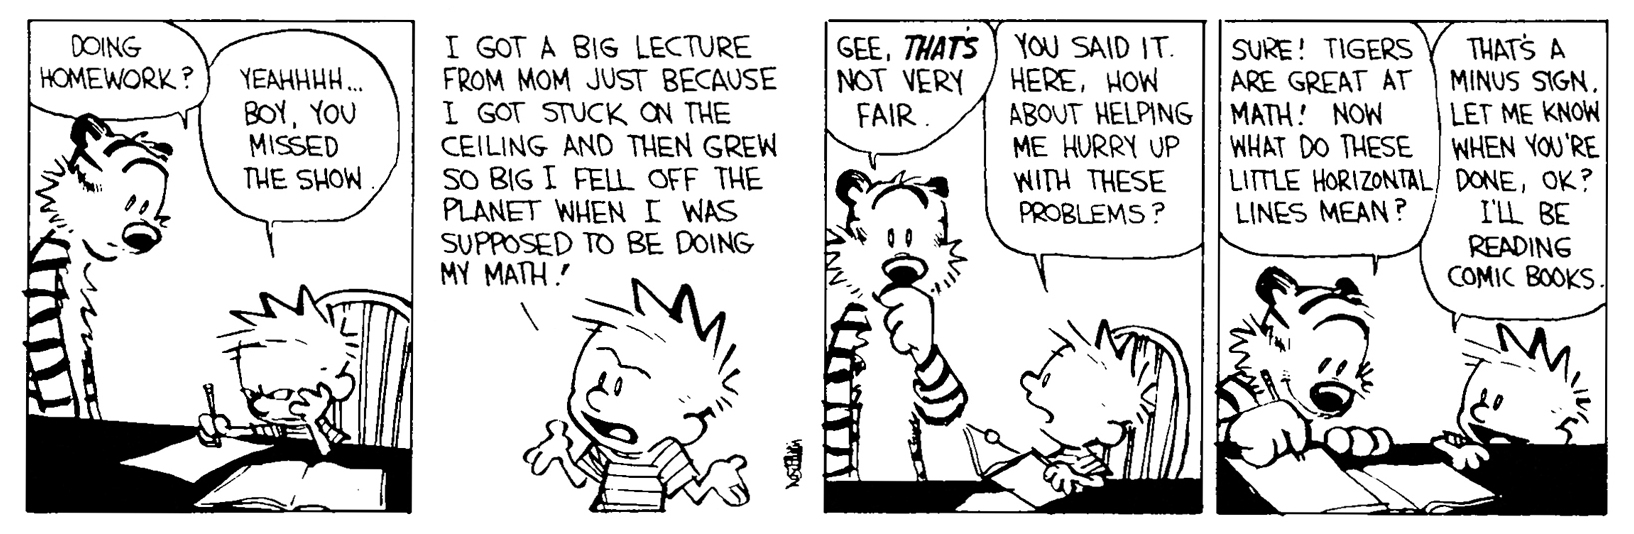 DOING
HOMEWORK?
YEAHHHH...
BOY, YOU
MISSED
THE SHOW.
I GOT A BIG LECTURE
FROM MOM JUST BECAUSE
I GOT STUCK ON THE
CEILING AND THEN GREW
SO BIG I FELL OFF THE
PLANET WHEN I WAS
SUPPOSED TO BE DOING
MY MATH!
GEE, THAT'S
NOT VERY
FAIR.
YOU SAID IT.
HERE, HOW
ABOUT HELPING
ME HURRY UP
WITH THESE
PROBLEMS?
SURE! TIGERS
ARE GREAT AT
MATH! NOW
WHAT DO THESE
LITTLE HORIZONTAL
LINES MEAN?
THAT'S A
MINUS SIGN.
LET ME KNOW
WHEN YOU'RE
DONE, OK?
I'LL BE
READING
COMIC BOOKS.